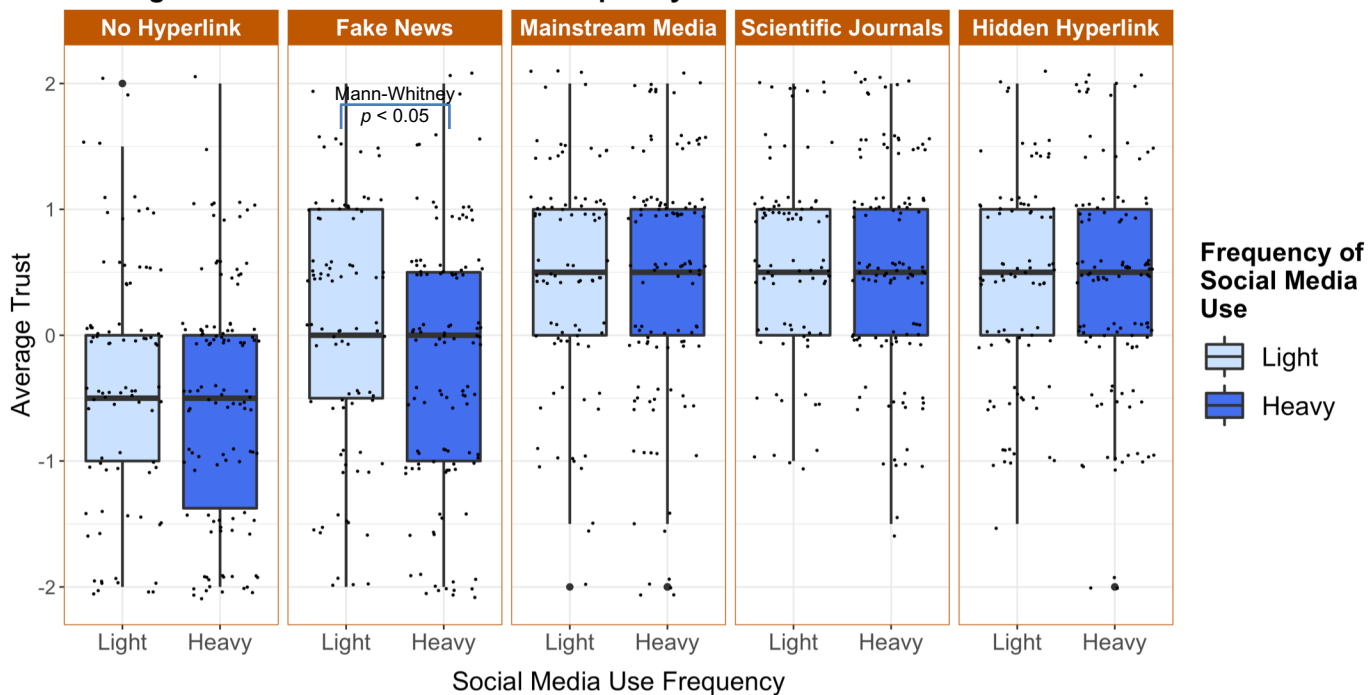 No Hyperlink
Fake News
Mainstream Media
Scientific Journals
Hidden Hyperlink
Mann-Whitney
p < 0.05
2
1
0
-1
-2
Average Trust
Light
Heavy
Light
Heavy
Light
Heavy
Light
Heavy
Light
Heavy
Social Media Use Frequency
Frequency of
Social Media
Use
Light
Heavy